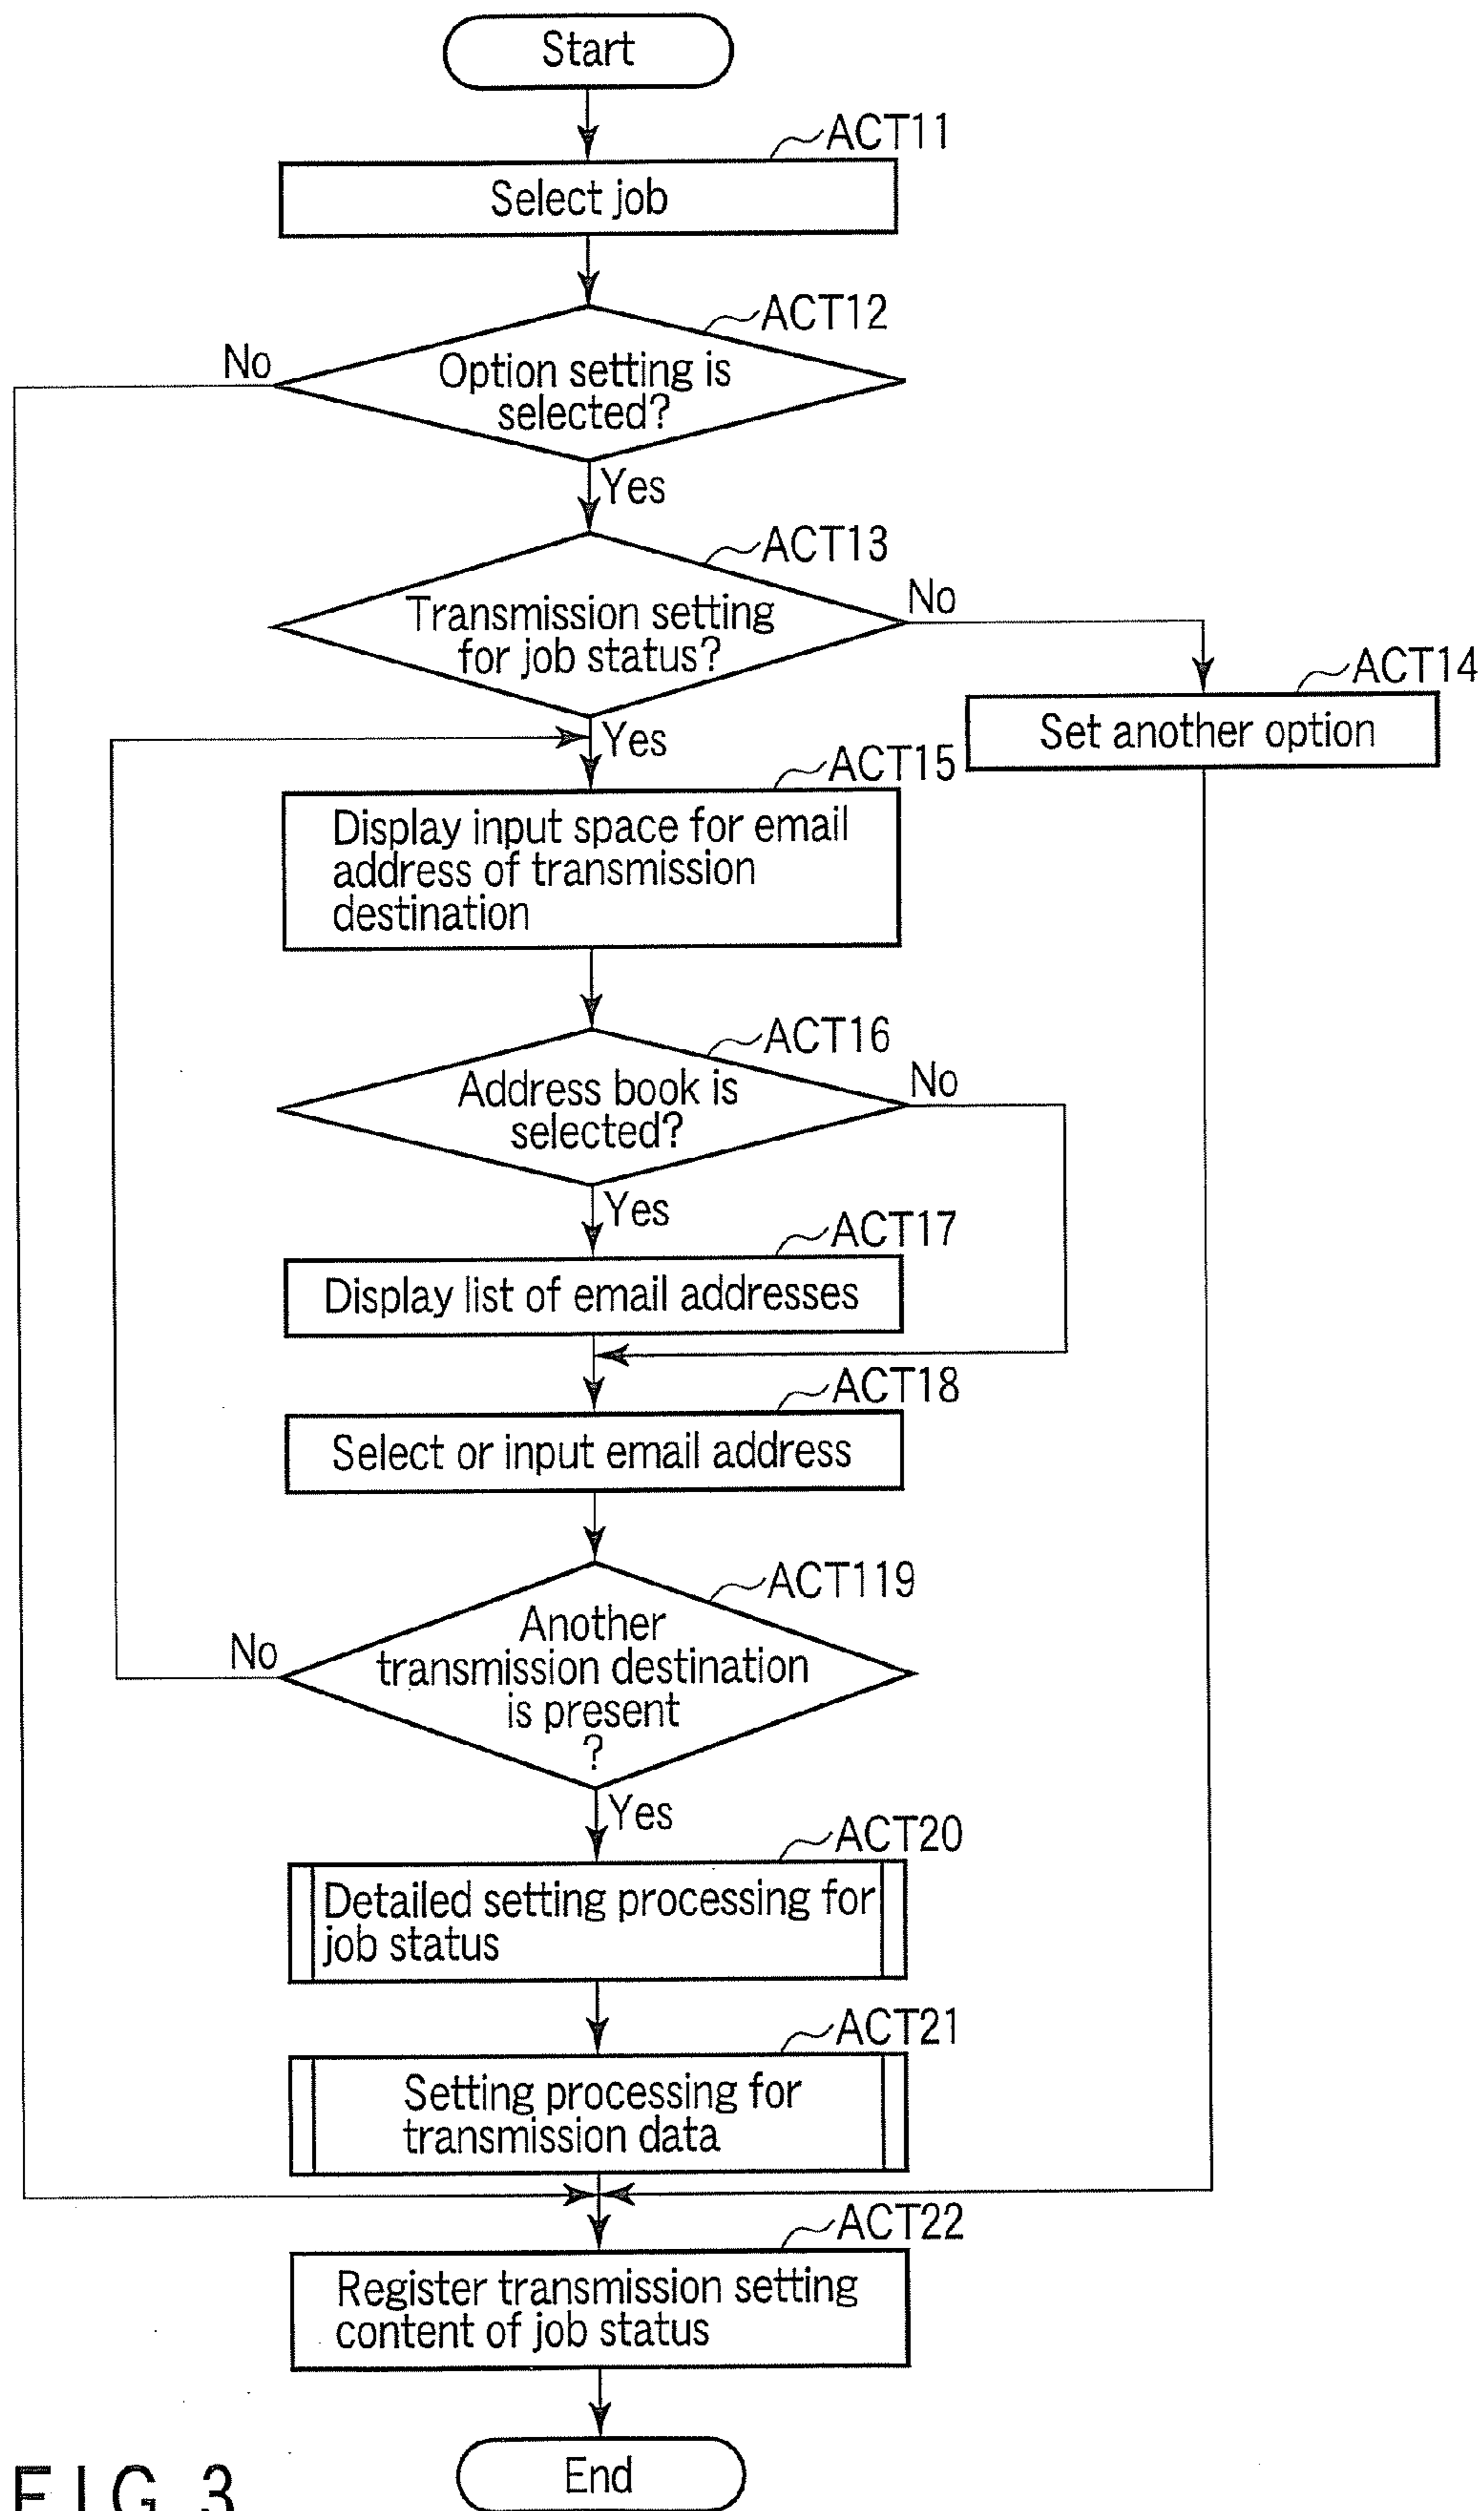 Start
ACT11
Select job
ACT12
No
Option setting is
selected?
Yes
ACT13
No
Transmission setting
for job status?
ACT14
Set another option
Yes
ACT15
Display input space for email
address of transmission
destination
ACT16
No
Address book is
selected?
Yes
ACT17
Display list of email addresses
ACT18
Select or input email address
ACT119
No
Another
transmission destination
is present
?
Yes
ACT20
Detailed setting processing for
job status
ACT21
Setting processing for
transmission data
ACT22
Register transmission setting
content of job status
End
FIG. 3